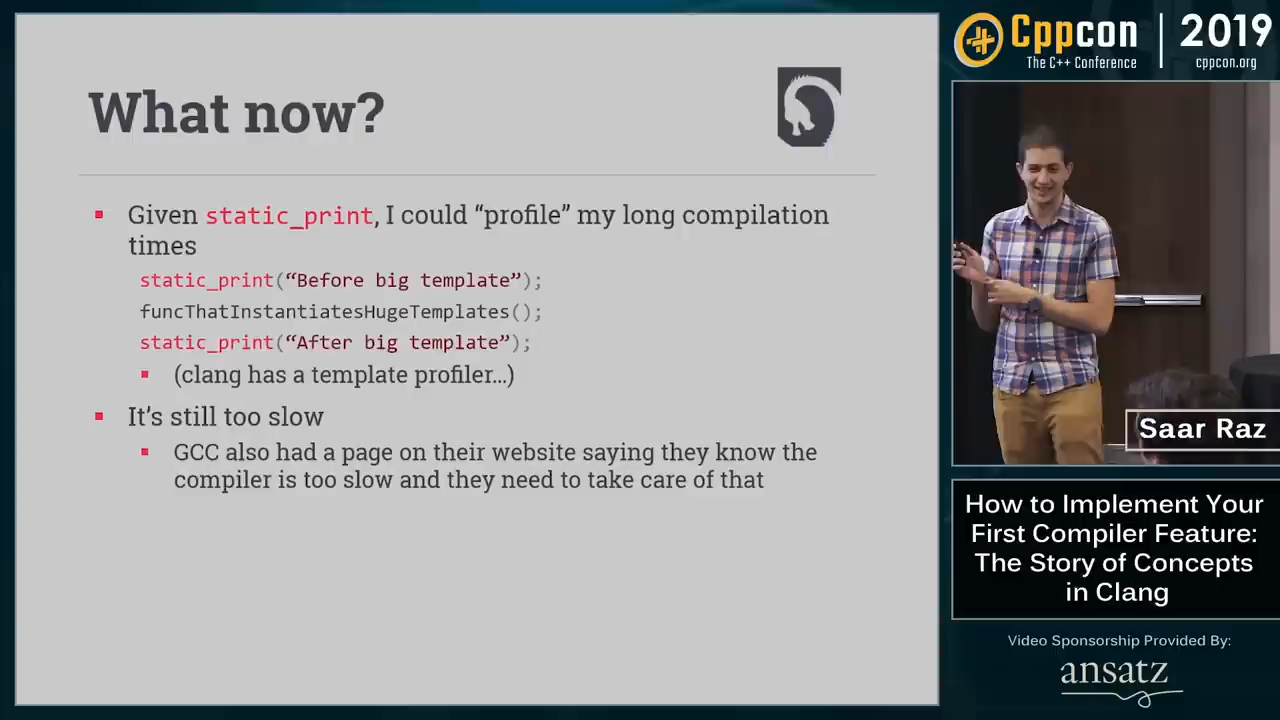 What now?
Given static_print, I could “profile” my long compilation
times
static_print(“Before big template”);
funcThatInstantiatesHugeTemplates();
static_print(“After big template”);
(clang has a template profiler…)
It’s still too slow
GCC also had a page on their website saying they know the
compiler is too slow and they need to take care of that
Cppcon
The C++ Conference
2019
cppcon.org
Saar Raz
How to Implement Your
First Compiler Feature:
The Story of Concepts
in Clang
Video Sponsorship Provided By:
ansatz